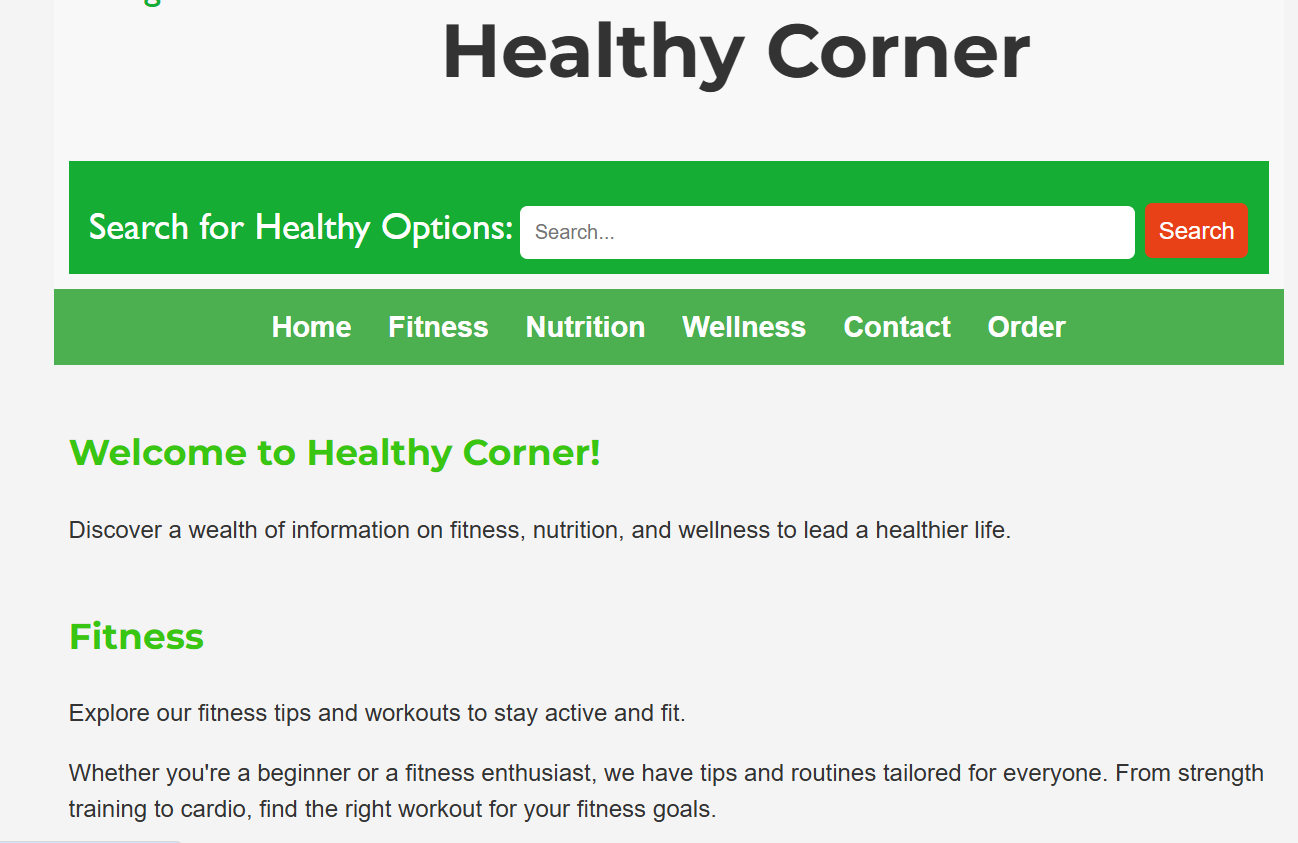 Healthy Corner
Search for Healthy Options: Search... Search
Home Fitness Nutrition Wellness Contact Order
Welcome to Healthy Corner!
Discover a wealth of information on fitness, nutrition, and wellness to lead a healthier life.
Fitness
Explore our fitness tips and workouts to stay active and fit.
Whether you're a beginner or a fitness enthusiast, we have tips and routines tailored for everyone. From strength
training to cardio, find the right workout for your fitness goals.